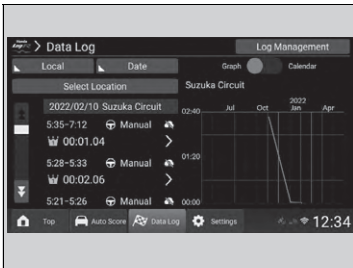 Honda
> Data Log
Log Management
Local
Date
Graph
Calendar
Select Location
Suzuka Circuit
2022/02/10 Suzuka Circuit
5:35-7:12 Manual
00:01.04 >
5:28-5:33 Manual
00:02.06 >
5:21-5:26 Manual
02:40
01:20
00:00
Jul Oct 2022 Jan Apr
Top
Auto Score
Data Log
Settings
12:34